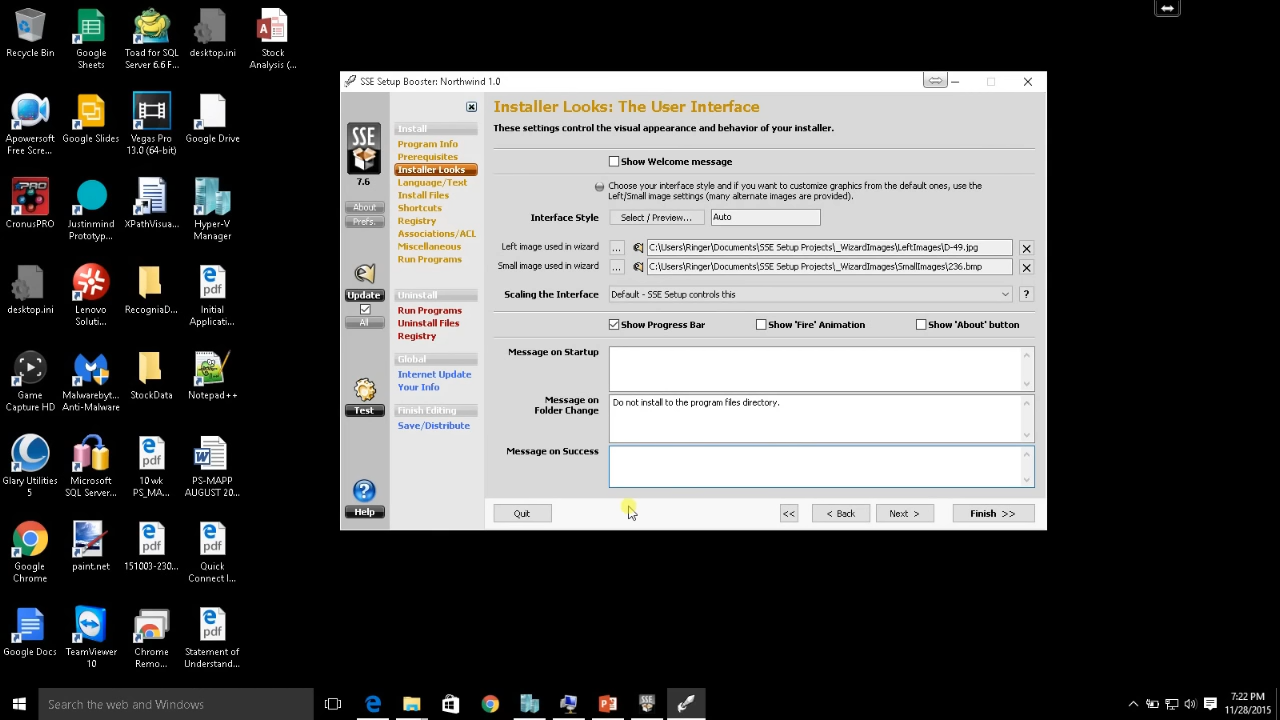 Recycle Bin
Google
Sheets
Toad for SQL
Server 6.6 F...
desktop.ini
Stock
Analysis (...
Apowersoft
Free Scre...
Google Slides
Vegas Pro
13.0 (64-bit)
Google Drive
CronusPRO
Justinmind
Prototyp...
XPathVisua...
Hyper-V
Manager
desktop.ini
Lenovo
Soluti...
RecogniaD...
Initial
Applicati...
Game
Capture HD
Malwarebyt...
Anti-Malware
StockData
Notepad++
Glary Utilities
5
Microsoft
SQL Server...
10 wk
PS_MA...
PS-MAPP
AUGUST 20...
Google
Chrome
paint.net
151003-230...
Quick
Connect I...
Google Docs
TeamViewer
10
Chrome
Remo...
Statement of
Understand...
SSE Setup Booster: Northwind 1.0
SSE
7.6
About
Prefs.
Update
All
Test
Help
Install
Program Info
Prerequisites
Installer Looks
Language/Text
Install Files
Shortcuts
Registry
Associations/ACL
Miscellaneous
Run Programs
Uninstall
Run Programs
Uninstall Files
Registry
Global
Internet Update
Your Info
Finish Editing
Save/Distribute
Installer Looks: The User Interface
These settings control the visual appearance and behavior of your installer.
Show Welcome message
Choose your interface style and if you want to customize graphics from the default ones, use the
Left/Small image settings (many alternate images are provided).
Interface Style Select / Preview... Auto
Left image used in wizard ... C:\Users\Ringer\Documents\SSE Setup Projects\_WizardImages\LeftImages\D-49.jpg
Small image used in wizard ... C:\Users\Ringer\Documents\SSE Setup Projects\_WizardImages\SmallImages\236.bmp
Scaling the Interface Default - SSE Setup controls this ?
Show Progress Bar Show 'Fire' Animation Show 'About' button
Message on Startup
Message on
Folder Change
Do not install to the program files directory.
Message on Success
Quit << < Back Next > Finish >>
Search the web and Windows
7:22 PM
11/28/2015